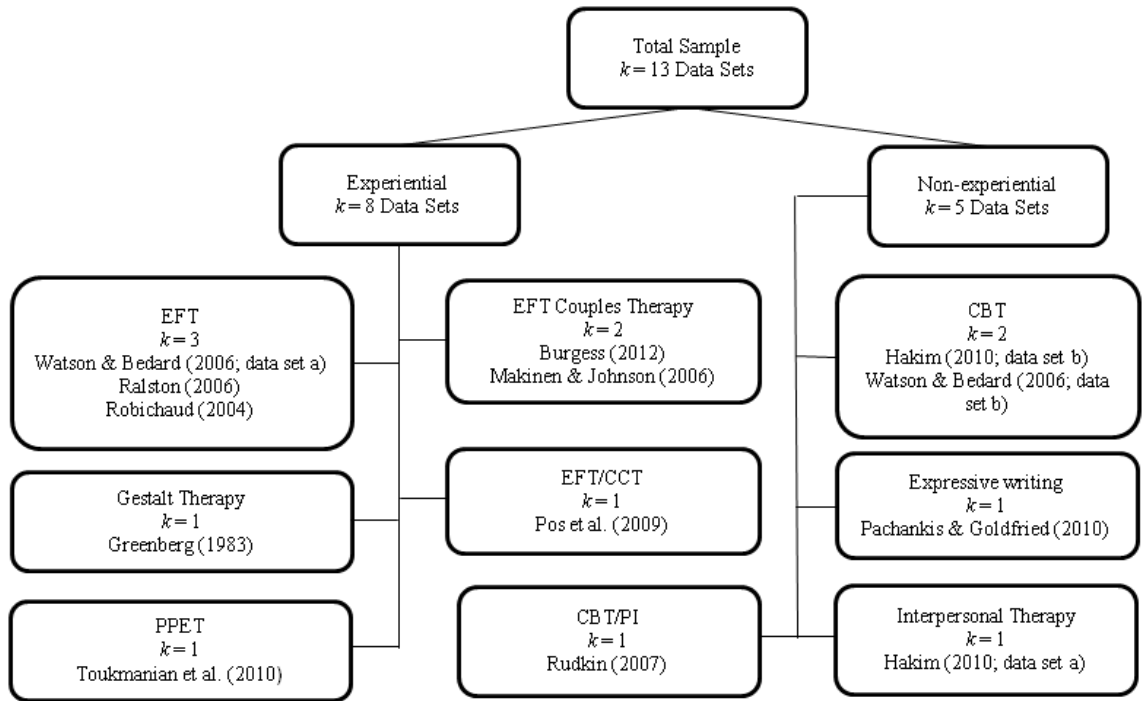 Total Sample
k = 13 Data Sets
Experiential
k = 8 Data Sets
Non-experiential
k = 5 Data Sets
EFT
k = 3
Watson & Bedard (2006; data set a)
Ralston (2006)
Robichaud (2004)
EFT Couples Therapy
k = 2
Burgess (2012)
Makinen & Johnson (2006)
CBT
k = 2
Hakim (2010; data set b)
Watson & Bedard (2006; data
set b)
Gestalt Therapy
k = 1
Greenberg (1983)
EFT/CCT
k = 1
Pos et al. (2009)
Expressive writing
k = 1
Pachankis & Goldfried (2010)
PPET
k = 1
Toukmanian et al. (2010)
CBT/PI
k = 1
Rudkin (2007)
Interpersonal Therapy
k = 1
Hakim (2010; data set a)